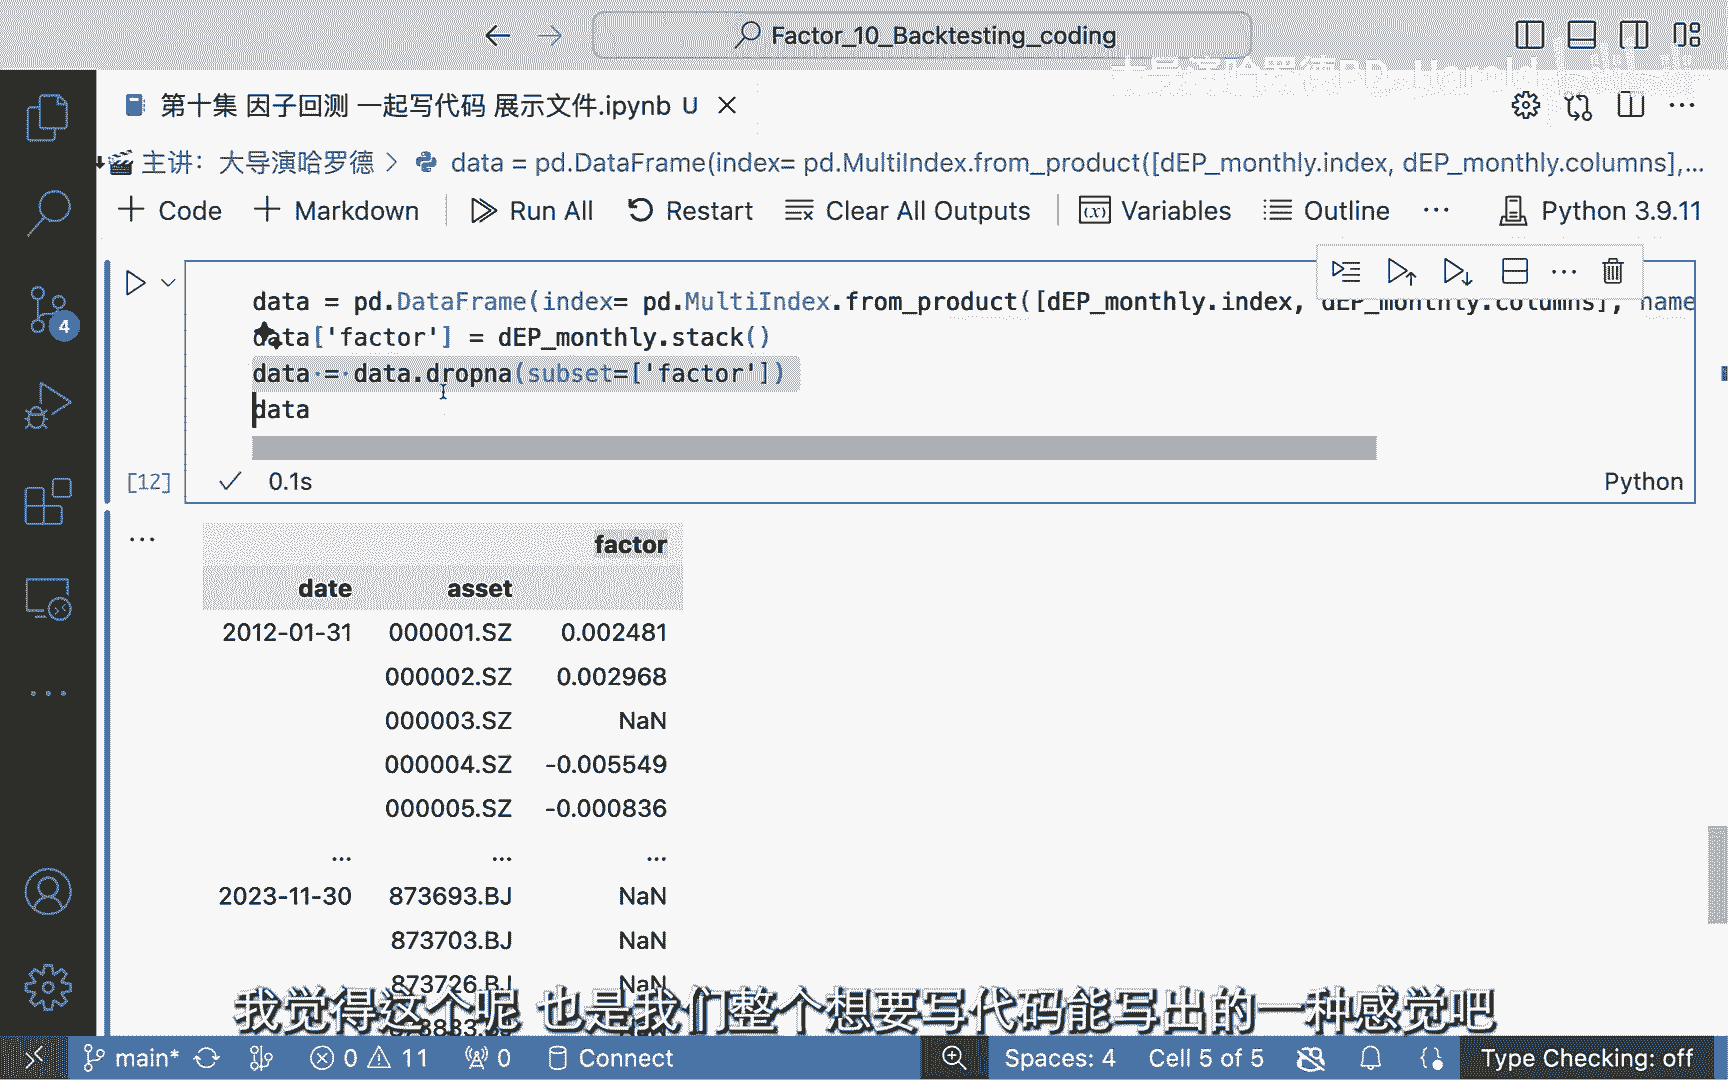 Factor_10_Backtesting_coding
第十集 因子回测 一起写代码 展示文件.ipynb U
主讲：大导演哈罗德 > data = pd.DataFrame(index= pd.MultiIndex.from_product([dEP_monthly.index, dEP_monthly.columns],...
Code Markdown Run All Restart Clear All Outputs Variables Outline ... Python 3.9.11
data = pd.DataFrame(index= pd.MultiIndex.from_product([dEP_monthly.index, dEP_monthly.columns], name
data['factor'] = dEP_monthly.stack()
data = data.dropna(subset=['factor'])
data
[12] 0.1s Python
factor
date asset
2012-01-31 000001.SZ 0.002481
000002.SZ 0.002968
000003.SZ NaN
000004.SZ -0.005549
000005.SZ -0.000836
... ... ...
2023-11-30 873693.BJ NaN
873703.BJ NaN
873726.BJ NaN
我觉得这个呢 也是我们整个想要写代码能写出的一种感觉吧
4
main* 0 11 0 Connect Spaces: 4 Cell 5 of 5 Type Checking: off